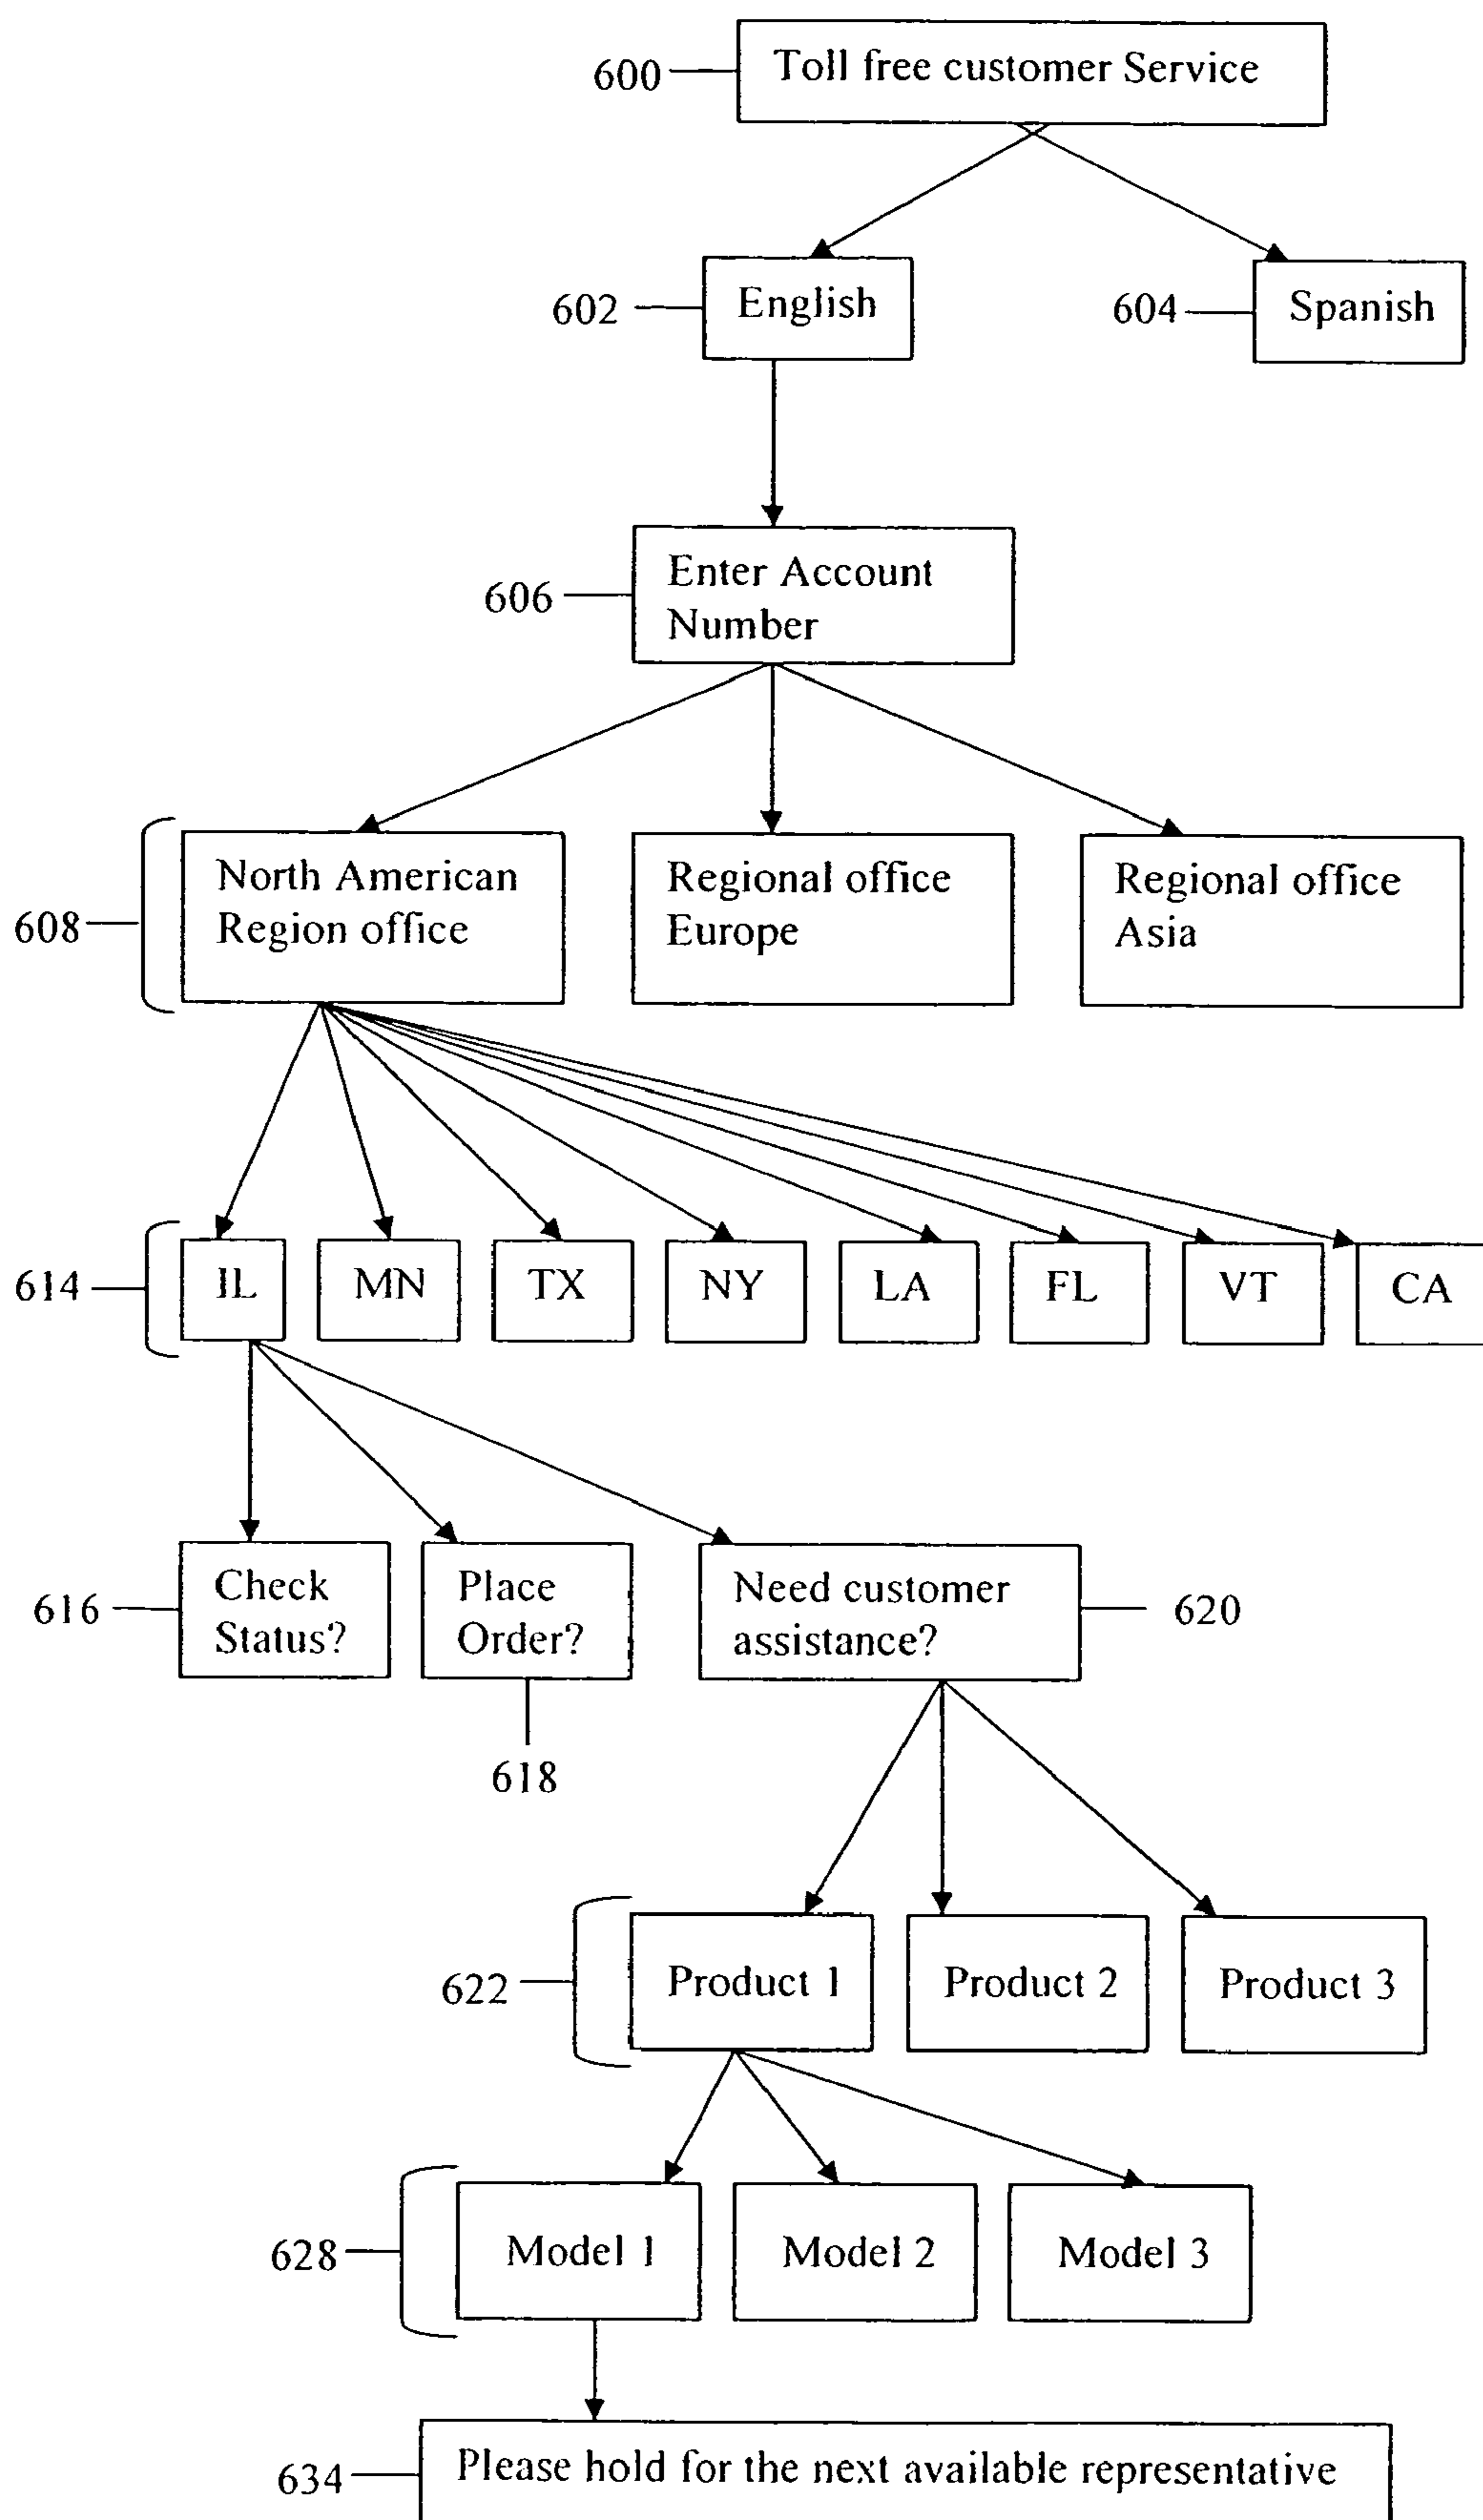 600
Toll free customer Service
602
English
604
Spanish
606
Enter Account
Number
608
North American
Region office
Regional office
Europe
Regional office
Asia
614
IL
MN
TX
NY
LA
FL
VT
CA
616
Check
Status?
Place
Order?
Need customer
assistance?
620
618
622
Product 1
Product 2
Product 3
628
Model 1
Model 2
Model 3
634
Please hold for the next available representative